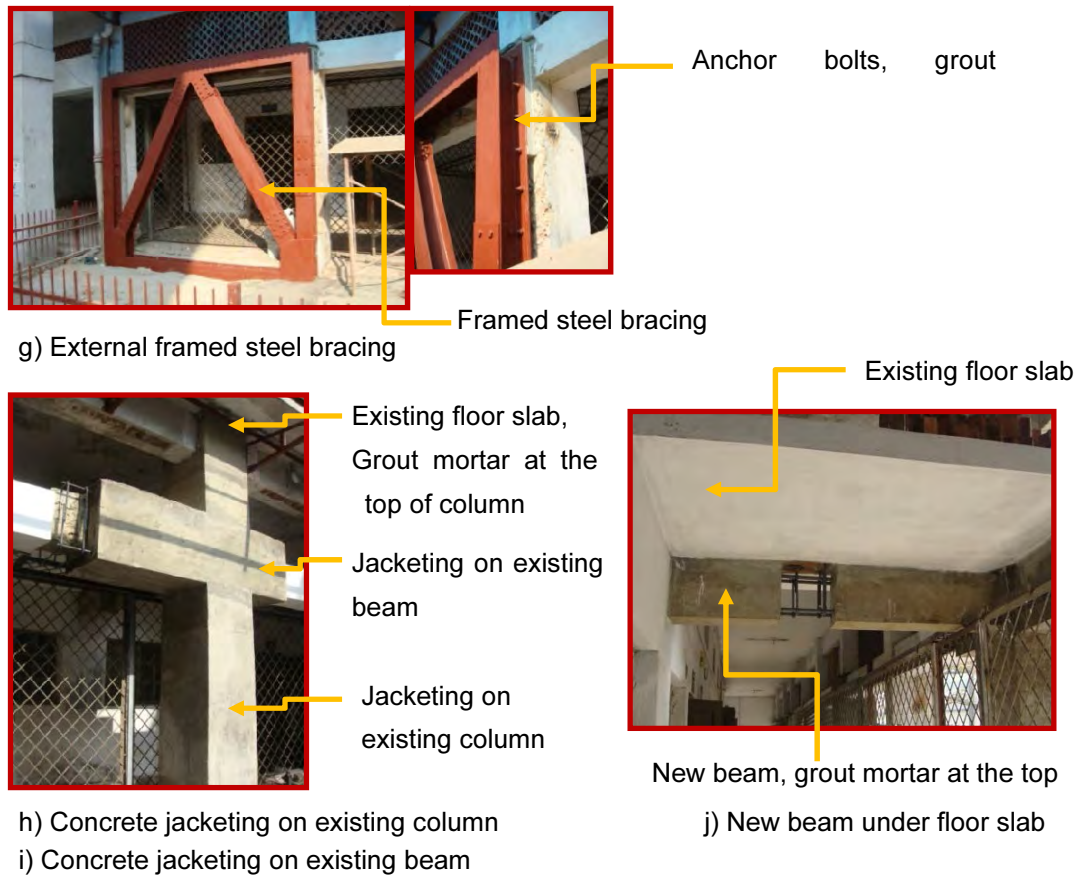 Anchor bolts, grout
Framed steel bracing
g) External framed steel bracing
Existing floor slab,
Grout mortar at the
top of column
Jacketing on existing
beam
Jacketing on
existing column
Existing floor slab
New beam, grout mortar at the top
h) Concrete jacketing on existing column
i) Concrete jacketing on existing beam
j) New beam under floor slab